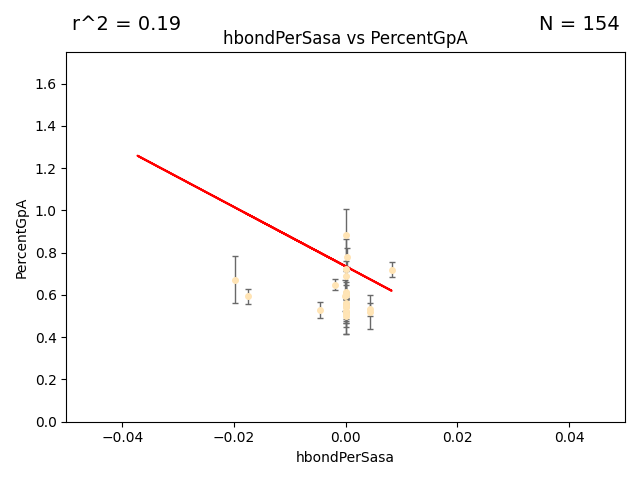 r^2 = 0.19
N = 154
hbondPerSasa vs PercentGpA
PercentGpA
1.6
1.4
1.2
1.0
0.8
0.6
0.4
0.2
0.0
−0.04
−0.02
0.00
0.02
0.04
hbondPerSasa